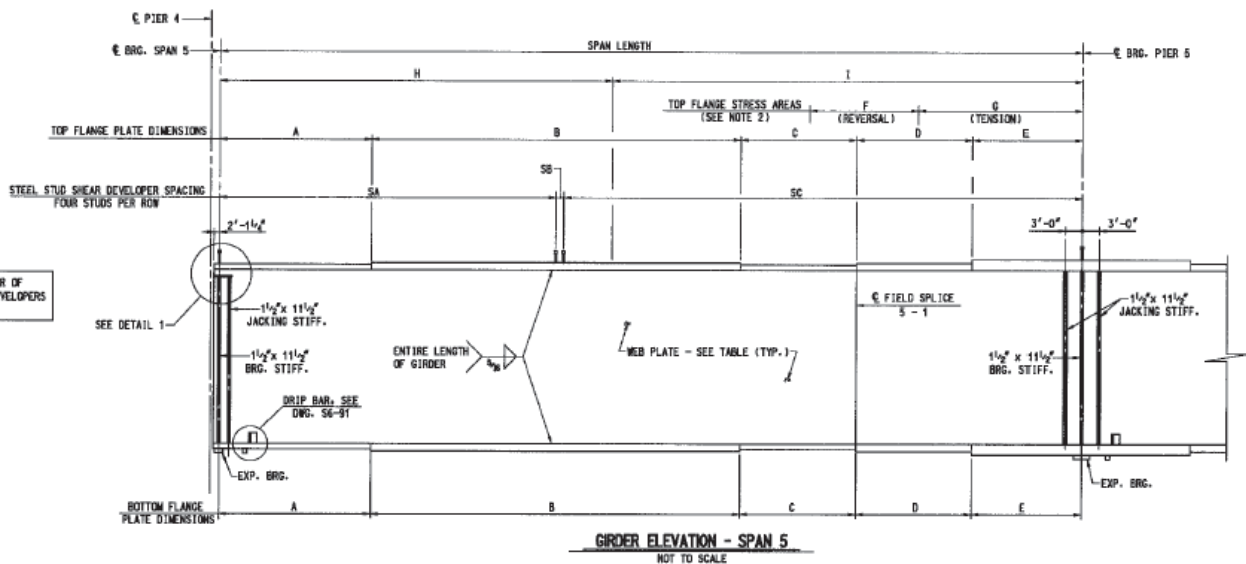 ℄ PIER 4
℄ BRG. SPAN 5
SPAN LENGTH
℄ BRG. PIER 5
H
I
TOP FLANGE STRESS AREAS
(SEE NOTE 2)
F
(REVERSAL)
G
(TENSION)
TOP FLANGE PLATE DIMENSIONS
A
B
C
D
E
SB
STEEL STUD SHEAR DEVELOPER SPACING
FOUR STUDS PER ROW
SA
SC
2'-1¼"
3'-0"
3'-0"
R OF
VELOPERS
SEE DETAIL 1
1½" x 11½"
JACKING STIFF.
1½" x 11½"
BRG. STIFF.
ENTIRE LENGTH
OF GIRDER
5/16
WEB PLATE - SEE TABLE (TYP.)
℄ FIELD SPLICE
5 - 1
1½" x 11½"
JACKING STIFF.
1½" x 11½"
BRG. STIFF.
DRIP BAR, SEE
DWG. S6-91
EXP. BRG.
EXP. BRG.
BOTTOM FLANGE
PLATE DIMENSIONS
A
B
C
D
E
GIRDER ELEVATION - SPAN 5
NOT TO SCALE